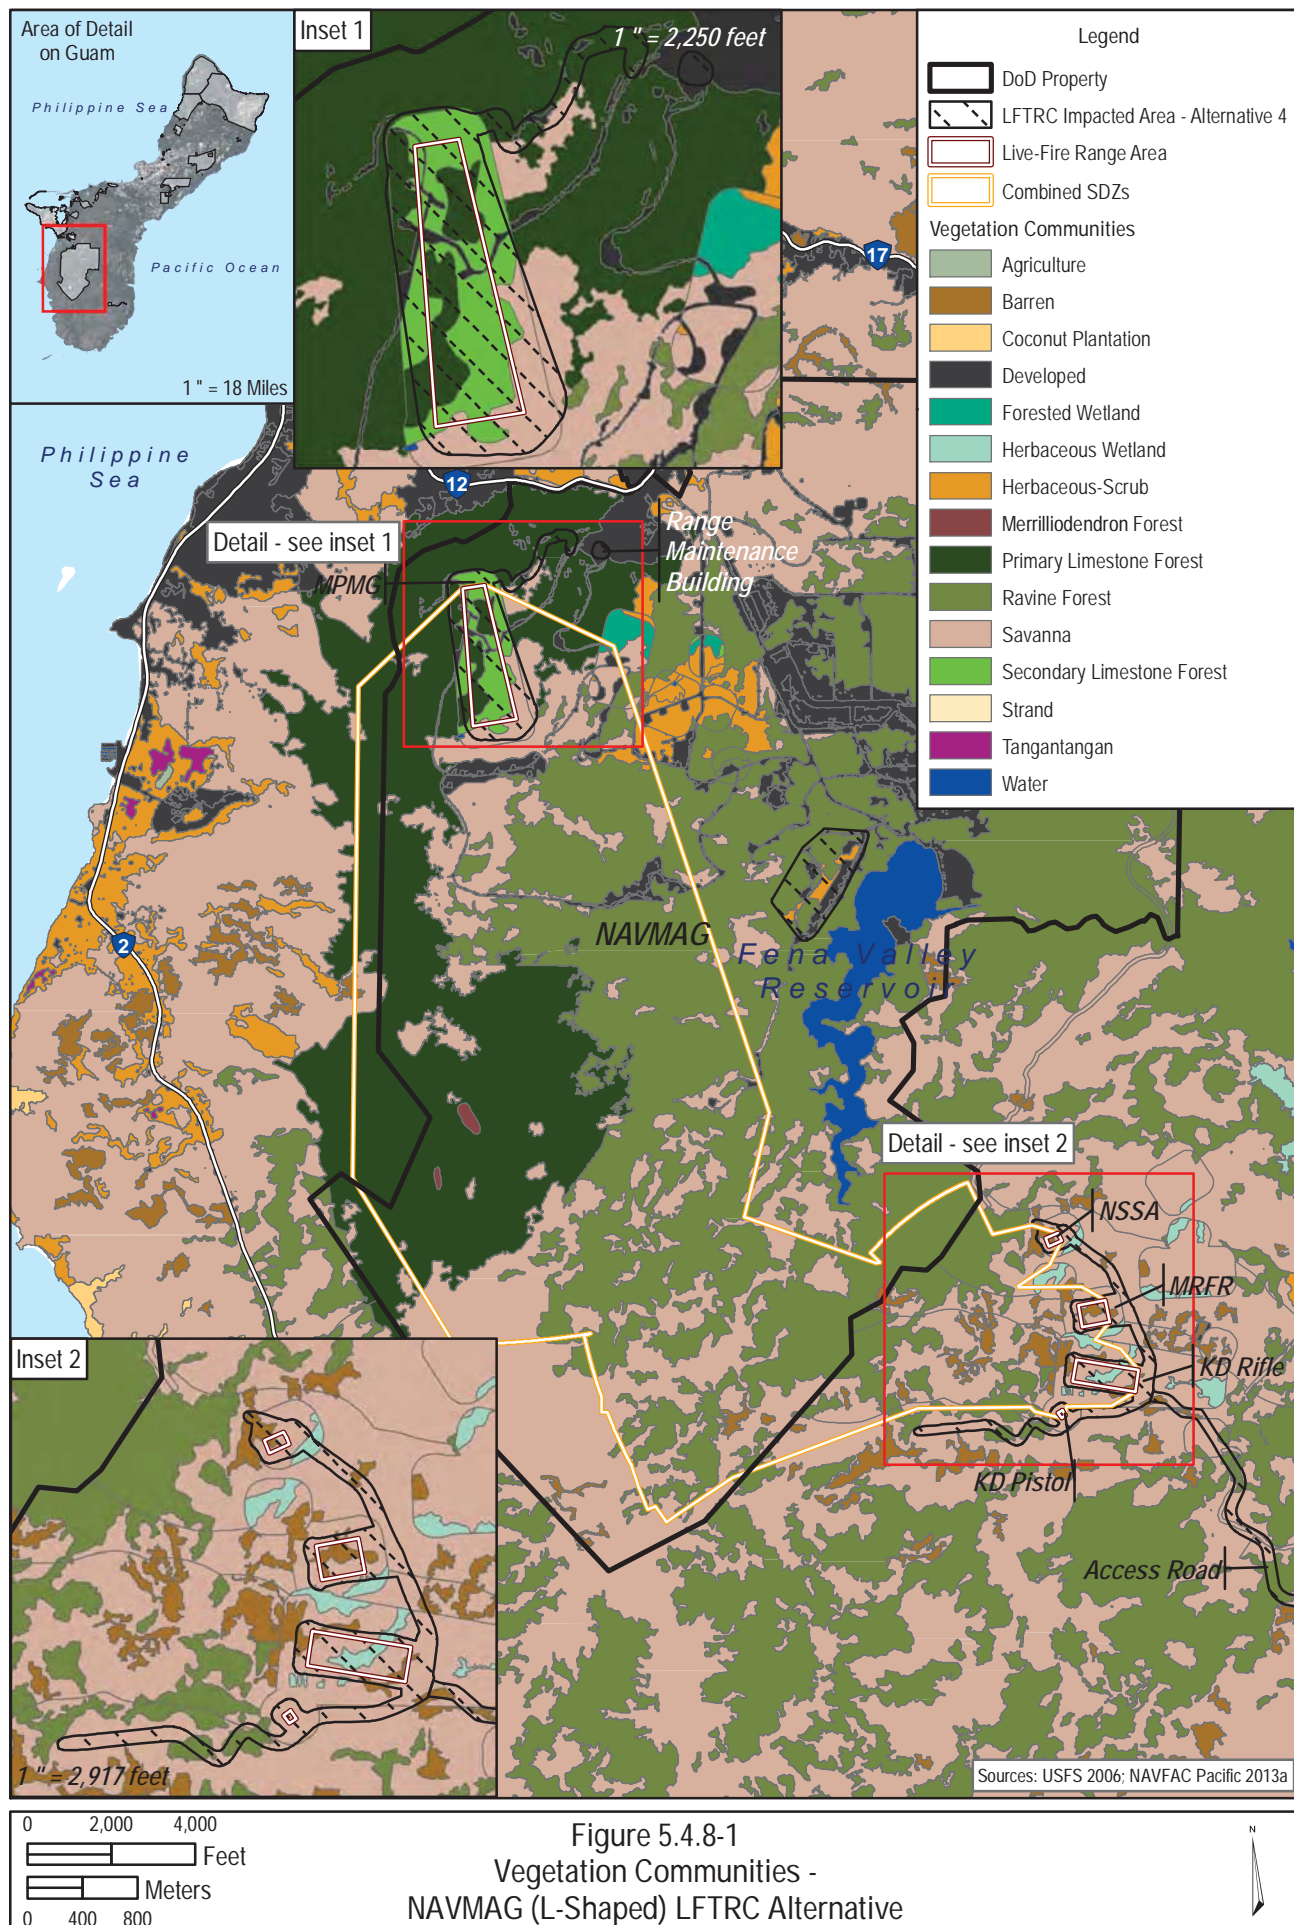 Area of Detail
on Guam
Philippine Sea
Pacific Ocean
1 " = 18 Miles
Inset 1
1 " = 2,250 feet
17
Legend
DoD Property
LFTRC Impacted Area - Alternative 4
Live-Fire Range Area
Combined SDZs
Vegetation Communities
Agriculture
Barren
Coconut Plantation
Developed
Forested Wetland
Herbaceous Wetland
Herbaceous-Scrub
Merrilliodendron Forest
Primary Limestone Forest
Ravine Forest
Savanna
Secondary Limestone Forest
Strand
Tangantangan
Water
Philippine
Sea
12
Detail - see inset 1
MPMG
Range
Maintenance
Building
2
NAVMAG
Fena Valley
Reservoir
Detail - see inset 2
NSSA
MRFR
KD Rifle
KD Pistol
Access Road
Inset 2
1 " = 2,917 feet
Sources: USFS 2006; NAVFAC Pacific 2013a
0 2,000 4,000
Feet
Meters
0 400 800
Figure 5.4.8-1
Vegetation Communities -
NAVMAG (L-Shaped) LFTRC Alternative
N